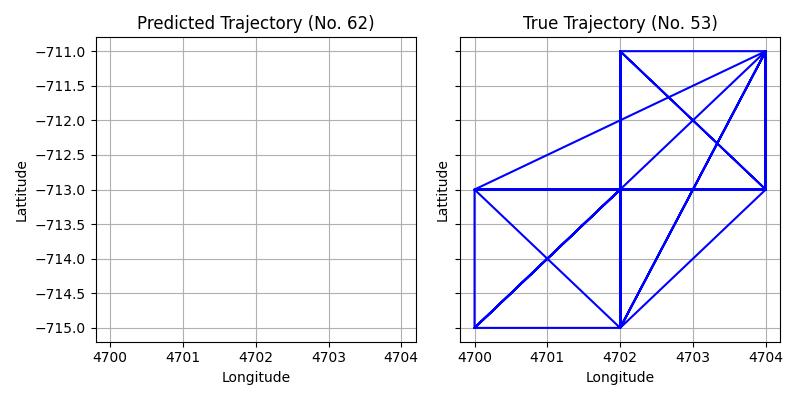 Predicted Trajectory (No. 62)
True Trajectory (No. 53)
−711.0
−711.5
−712.0
−712.5
−713.0
−713.5
−714.0
−714.5
−715.0
Lattitude
Lattitude
4700 4701 4702 4703 4704
4700 4701 4702 4703 4704
Longitude
Longitude